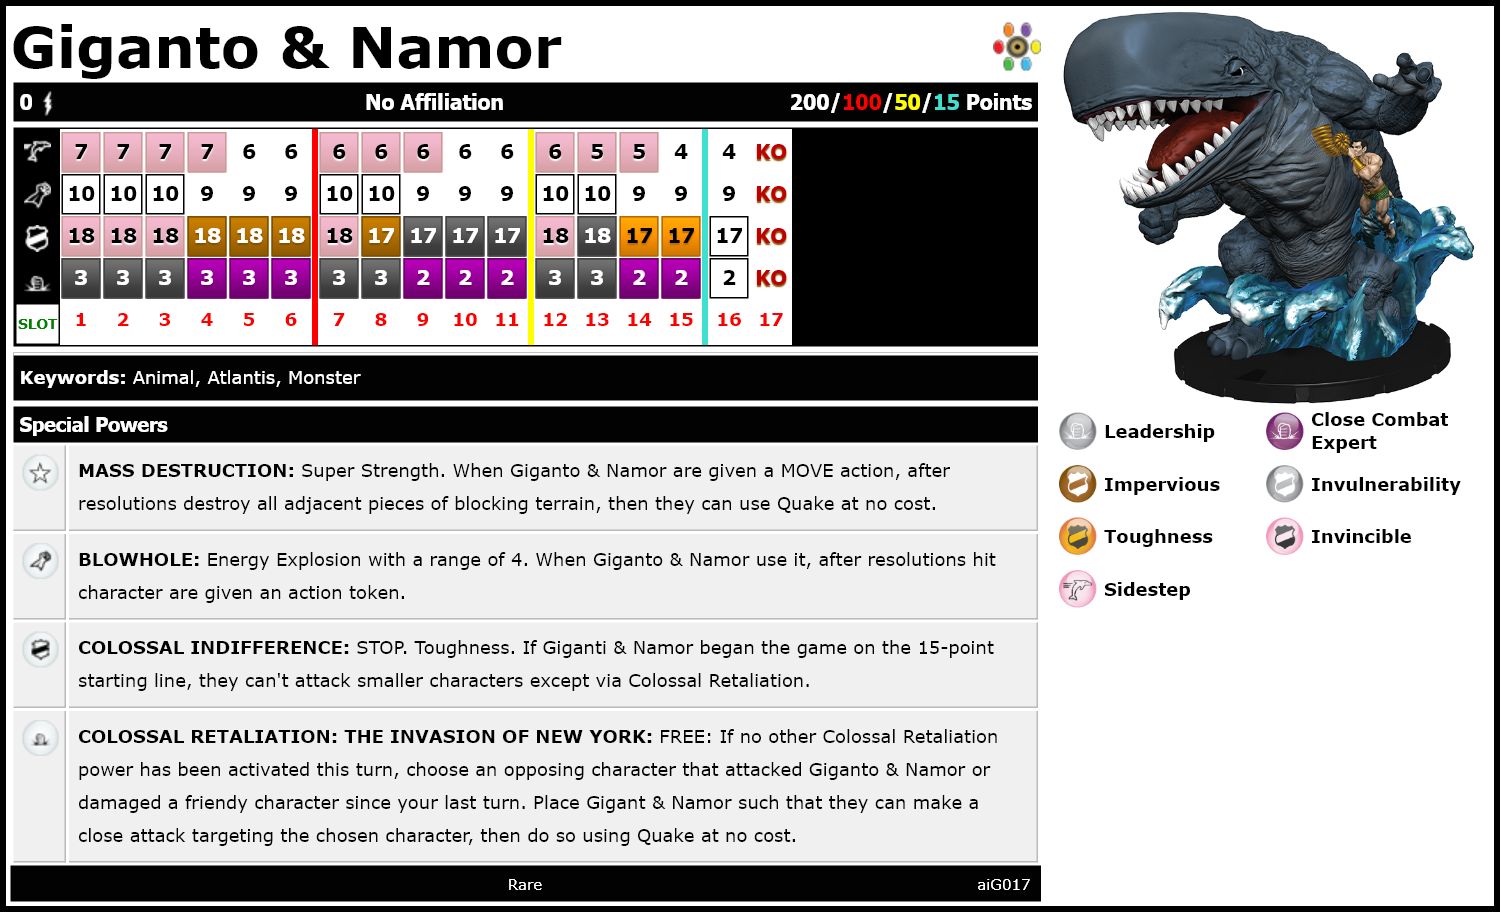 Giganto & Namor
0 No Affiliation 200/100/50/15 Points
7 7 7 7 6 6 6 6 6 6 6 6 5 5 4 4 KO
10 10 10 9 9 9 10 10 9 9 9 10 10 9 9 9 KO
18 18 18 18 18 18 18 17 17 17 17 18 18 17 17 17 KO
3 3 3 3 3 3 3 3 2 2 2 3 3 2 2 2 KO
SLOT 1 2 3 4 5 6 7 8 9 10 11 12 13 14 15 16 17
Keywords: Animal, Atlantis, Monster
Special Powers
MASS DESTRUCTION: Super Strength. When Giganto & Namor are given a MOVE action, after
resolutions destroy all adjacent pieces of blocking terrain, then they can use Quake at no cost.
BLOWHOLE: Energy Explosion with a range of 4. When Giganto & Namor use it, after resolutions hit
character are given an action token.
COLOSSAL INDIFFERENCE: STOP. Toughness. If Giganti & Namor began the game on the 15-point
starting line, they can't attack smaller characters except via Colossal Retaliation.
COLOSSAL RETALIATION: THE INVASION OF NEW YORK: FREE: If no other Colossal Retaliation
power has been activated this turn, choose an opposing character that attacked Giganto & Namor or
damaged a friendy character since your last turn. Place Gigant & Namor such that they can make a
close attack targeting the chosen character, then do so using Quake at no cost.
Rare aiG017
Leadership
Close Combat
Expert
Impervious
Invulnerability
Toughness
Invincible
Sidestep